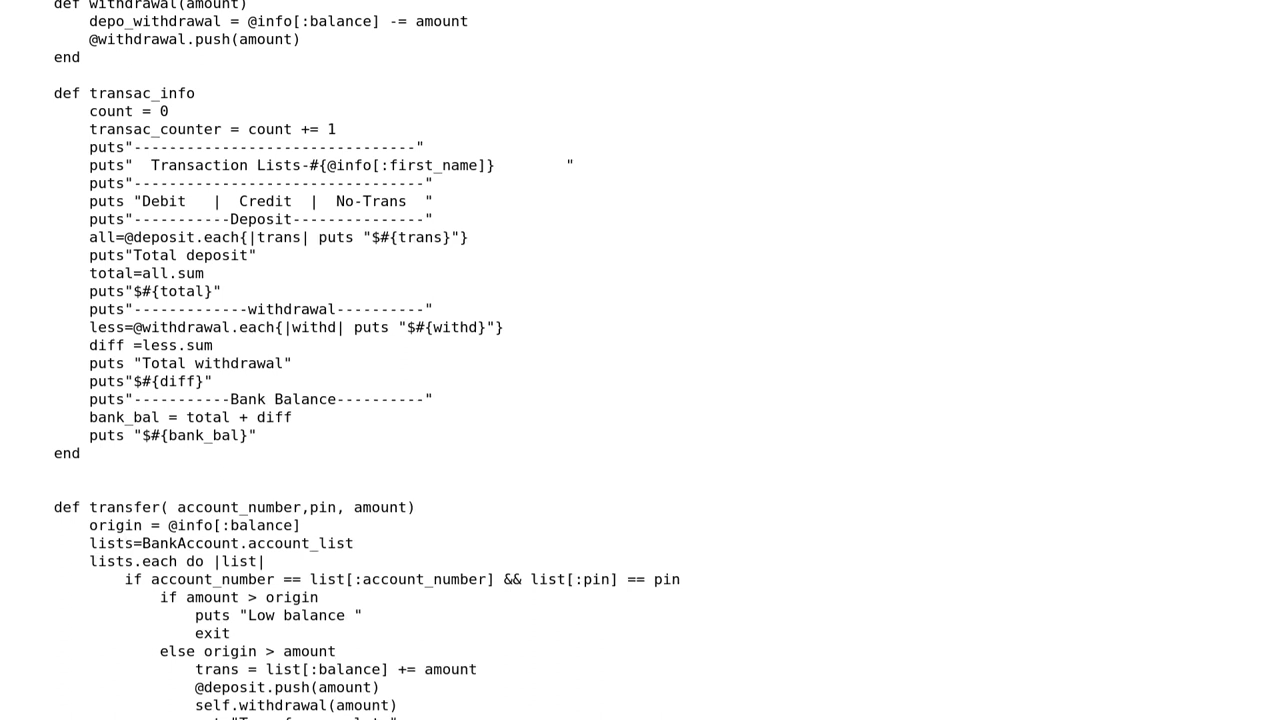 def withdrawal(amount)
    depo_withdrawal = @info[:balance] -= amount
    @withdrawal.push(amount)
end
def transac_info
    count = 0
    transac_counter = count += 1
    puts"--------------------------------"
    puts"  Transaction Lists-#{@info[:first_name]}        "
    puts"---------------------------------"
    puts "Debit   |  Credit  |  No-Trans  "
    puts"-----------Deposit---------------"
    all=@deposit.each{|trans| puts "$#{trans}"}
    puts"Total deposit"
    total=all.sum
    puts"$#{total}"
    puts"-------------withdrawal----------"
    less=@withdrawal.each{|withd| puts "$#{withd}"}
    diff =less.sum
    puts "Total withdrawal"
    puts"$#{diff}"
    puts"-----------Bank Balance----------"
    bank_bal = total + diff
    puts "$#{bank_bal}"
end
def transfer( account_number,pin, amount)
    origin = @info[:balance]
    lists=BankAccount.account_list
    lists.each do |list|
        if account_number == list[:account_number] && list[:pin] == pin
            if amount > origin
                puts "Low balance "
                exit
            else origin > amount
                trans = list[:balance] += amount
                @deposit.push(amount)
                self.withdrawal(amount)